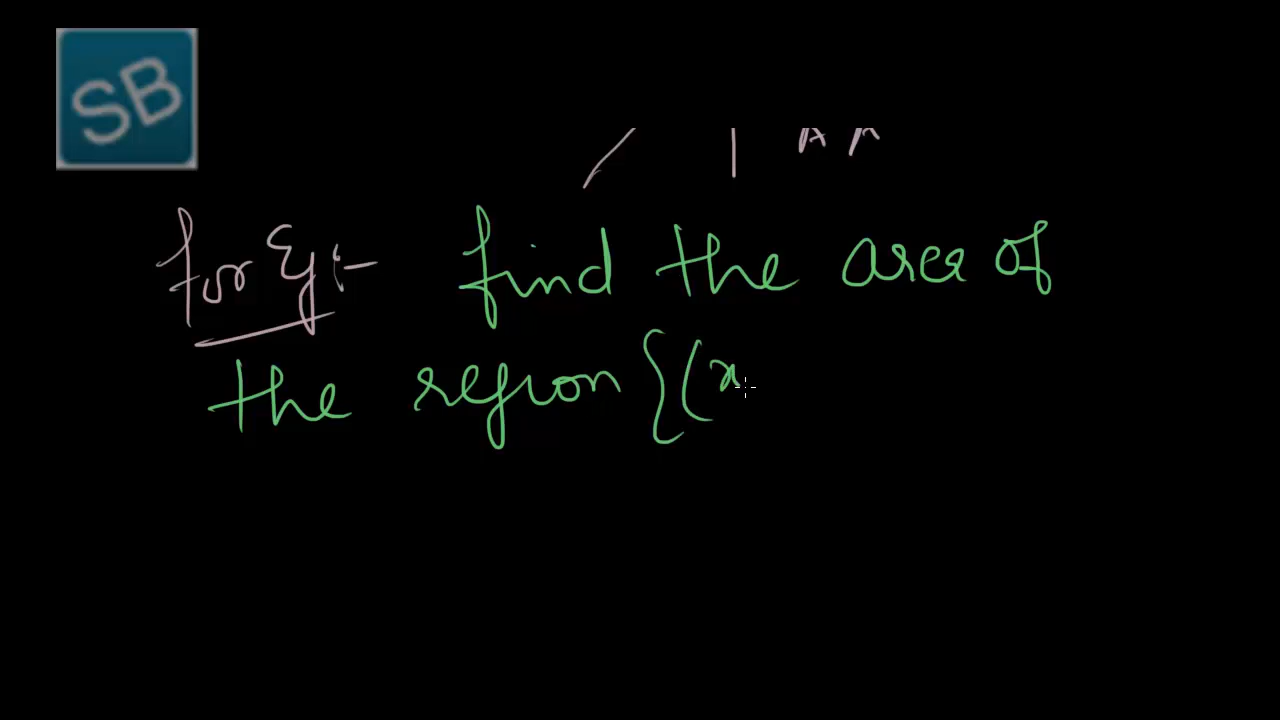 SB
for Eg:- find the area of
the region {(x